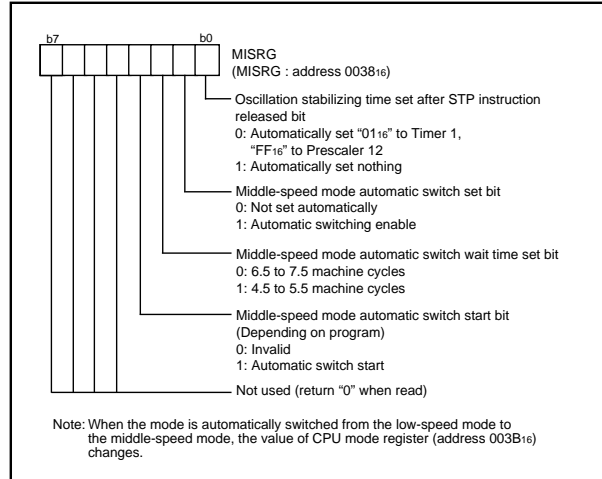 b7 b0
MISRG
(MISRG : address 003816)
Oscillation stabilizing time set after STP instruction
released bit
0: Automatically set “0116” to Timer 1,
“FF16” to Prescaler 12
1: Automatically set nothing
Middle-speed mode automatic switch set bit
0: Not set automatically
1: Automatic switching enable
Middle-speed mode automatic switch wait time set bit
0: 6.5 to 7.5 machine cycles
1: 4.5 to 5.5 machine cycles
Middle-speed mode automatic switch start bit
(Depending on program)
0: Invalid
1: Automatic switch start
Not used (return “0” when read)
Note: When the mode is automatically switched from the low-speed mode to
the middle-speed mode, the value of CPU mode register (address 003B16)
changes.